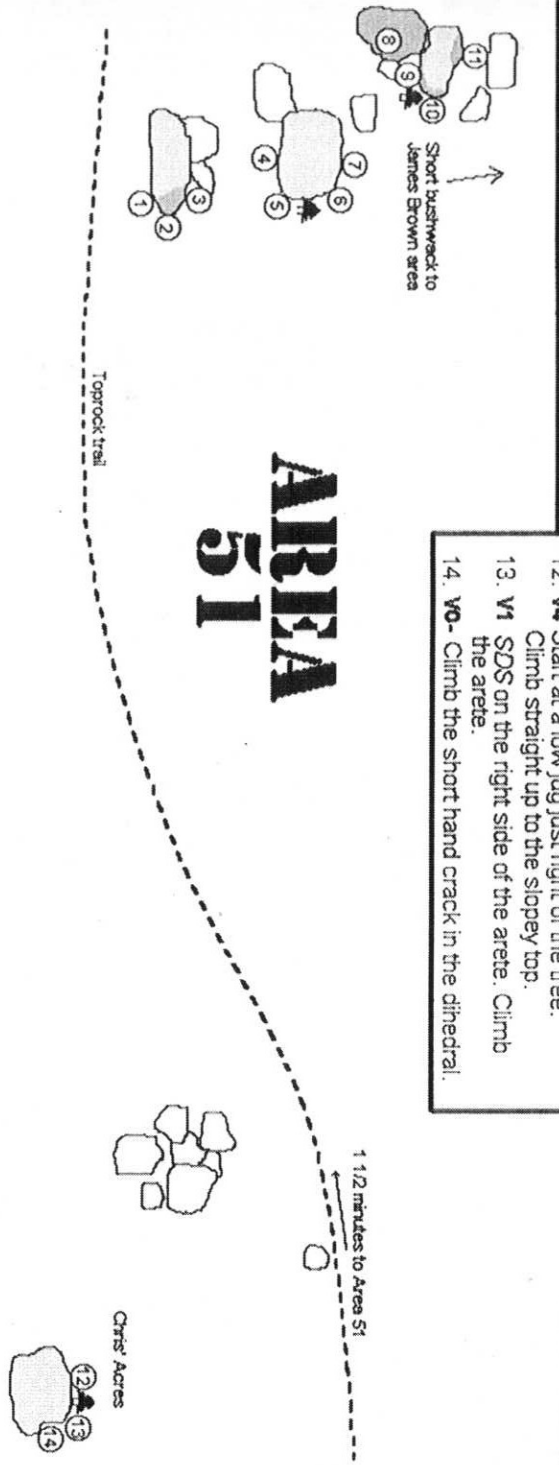 12. V4 Start at a low jug just right of the tree.
Climb straight up to the slopey top.
13. V1 SDS on the right side of the arete. Climb
the arete.
14. V0- Climb the short hand crack in the dihedral.
11
8
9
10
Short bushwack to
James Brown area
7
4
6
5
3
1
2
AREA
51
Toprock trail
1 1/2 minutes to Area 51
Chris' Acres
12
13
14